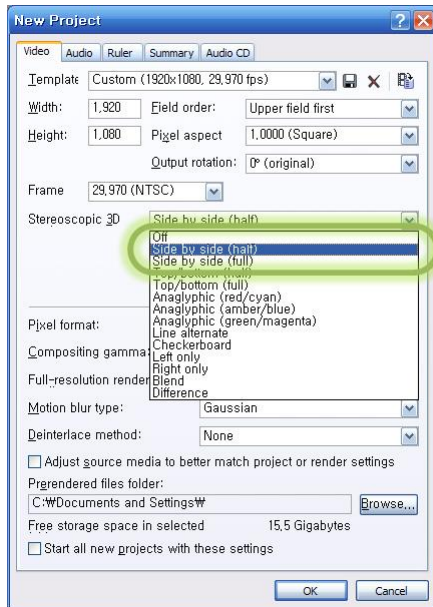 New Project
Video Audio Ruler Summary Audio CD
Template Custom (1920x1080, 29,970 fps)
Width: 1,920 Field order: Upper field first
Height: 1,080 Pixel aspect 1,0000 (Square)
Output rotation: 0° (original)
Frame 29,970 (NTSC)
Stereoscopic 3D Side by side (half)
Off
Side by side (half)
Side by side (full)
Top/bottom (half)
Top/bottom (full)
Anaglyphic (red/cyan)
Anaglyphic (amber/blue)
Pixel format: Anaglyphic (green/magenta)
Line alternate
Compositing gamma: Checkerboard
Left only
Right only
Full-resolution render Blend
Difference
Motion blur type: Gaussian
Deinterlace method: None
Adjust source media to better match project or render settings
Prerendered files folder:
C:₩Documents and Settings₩
Browse...
Free storage space in selected 15,5 Gigabytes
Start all new projects with these settings
OK Cancel